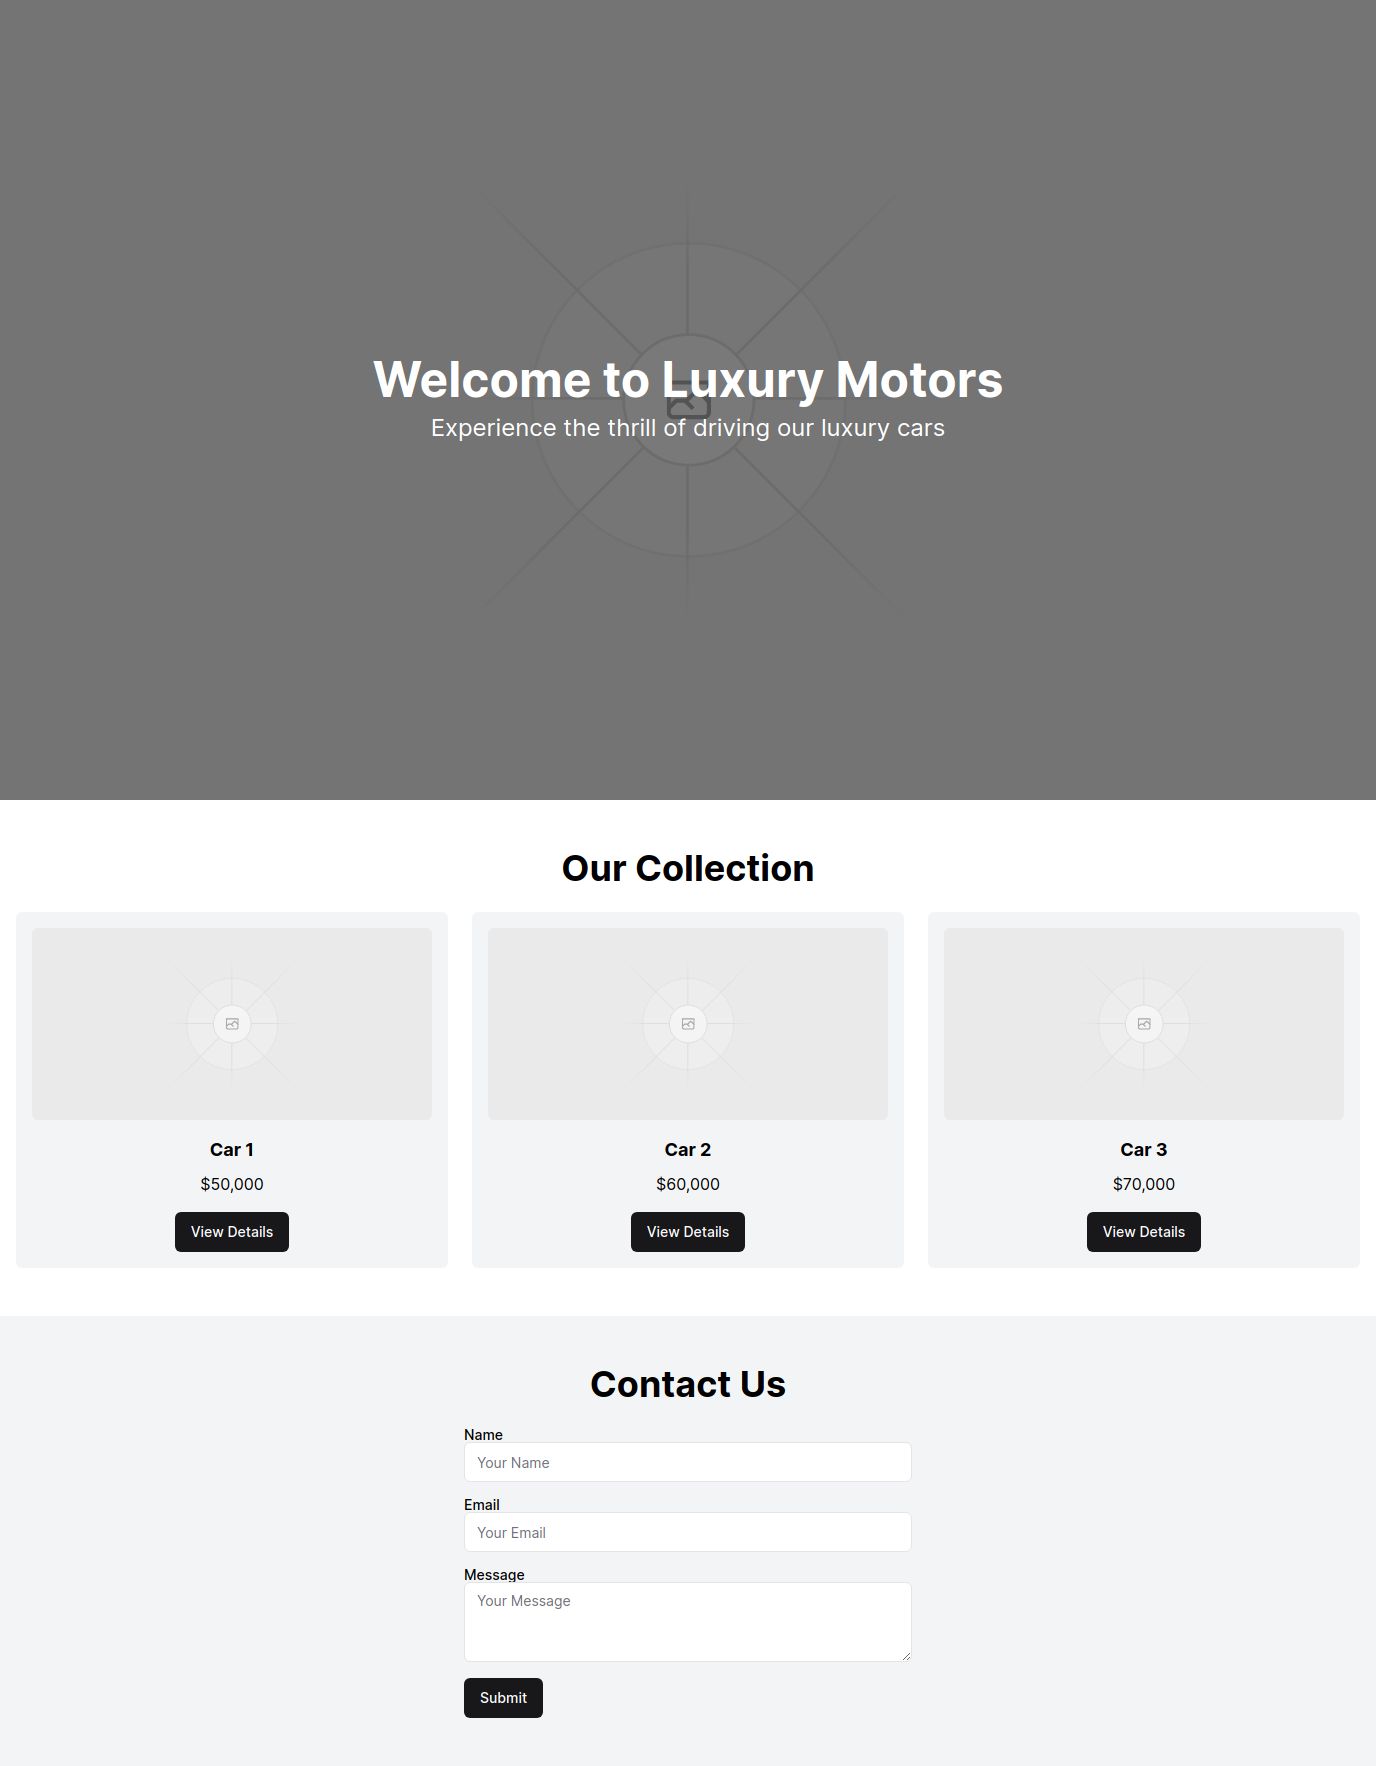 Welcome to Luxury Motors
Experience the thrill of driving our luxury cars
Our Collection
Car 1
$50,000
View Details
Car 2
$60,000
View Details
Car 3
$70,000
View Details
Contact Us
Name
Your Name
Email
Your Email
Message
Your Message
Submit